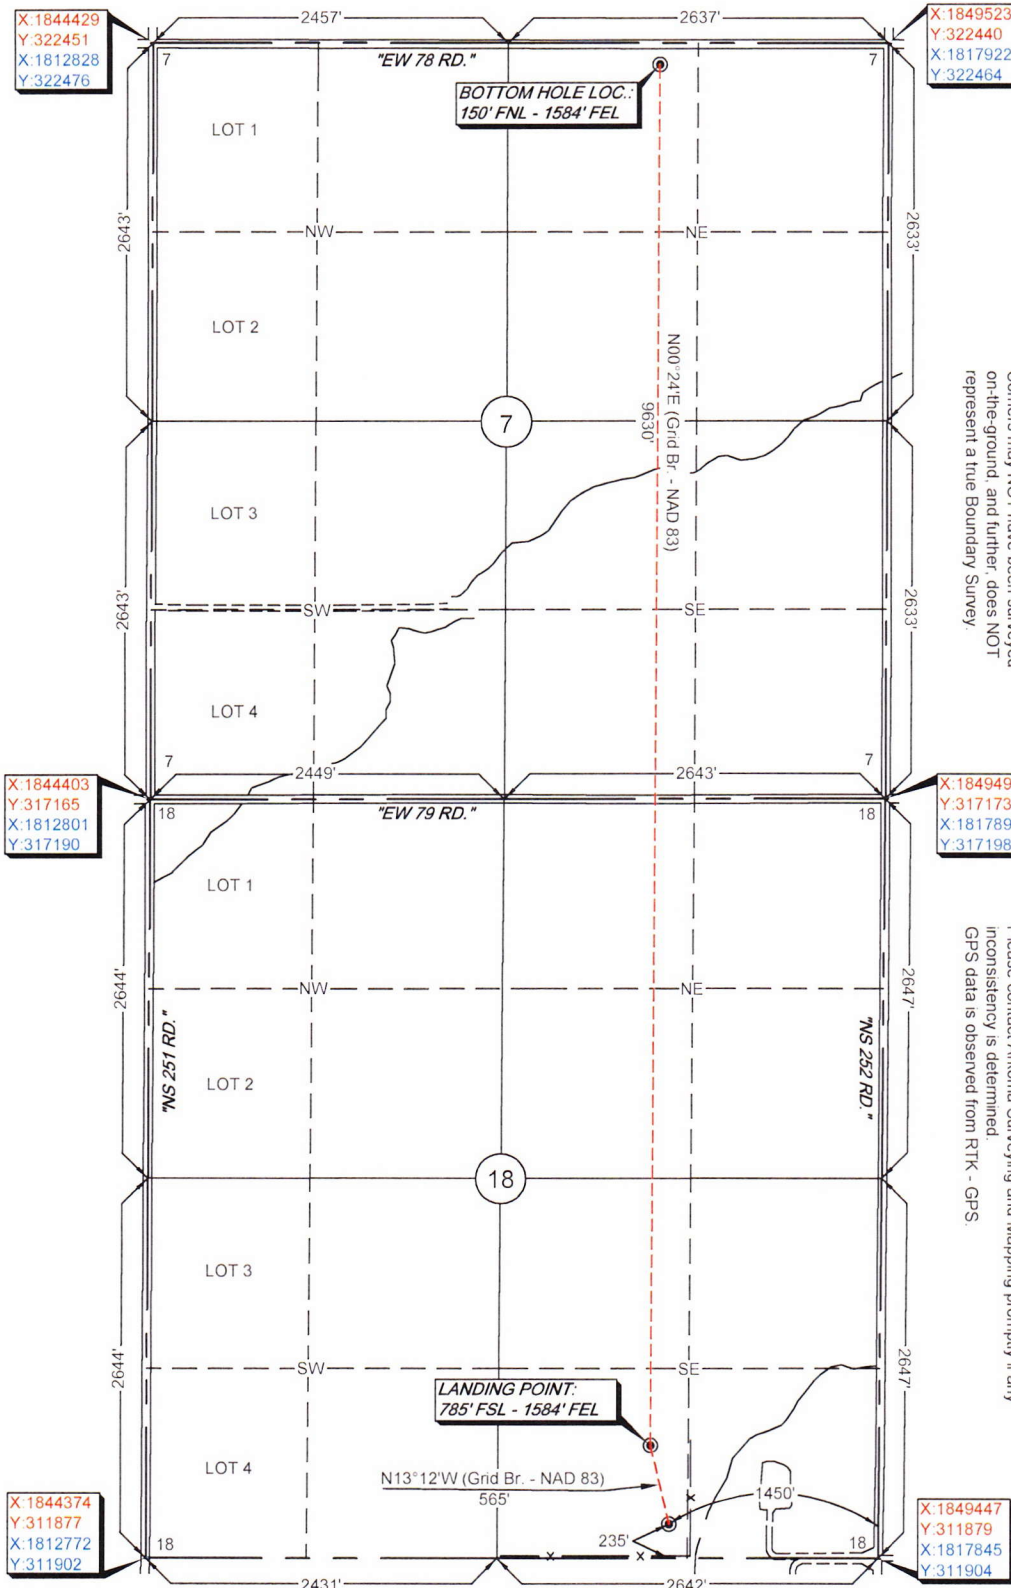 2457'
2637'
X:1844429
Y:322451
X:1812828
Y:322476
X:1849523
Y:322440
X:1817922
Y:322464
7
"EW 78 RD."
7
BOTTOM HOLE LOC.:
150' FNL - 1584' FEL
LOT 1
2643'
NW
NE
2633'
LOT 2
N00°24'E (Grid Br. - NAD 83)
9630'
7
on-the-ground, and further, does NOT
represent a true Boundary Survey.
LOT 3
2643'
SW
SE
2633'
LOT 4
7
7
2449'
2643'
X:1844403
Y:317165
X:1812801
Y:317190
X:184949
Y:317173
X:181789
Y:317198
18
"EW 79 RD."
18
LOT 1
2644'
NW
NE
2647'
"NS 251 RD."
"NS 252 RD."
LOT 2
inconsistency is determined.
GPS data is observed from RTK - GPS.
18
LOT 3
2644'
SW
SE
2647'
LANDING POINT:
785' FSL - 1584' FEL
LOT 4
N13°12'W (Grid Br. - NAD 83)
565'
1450'
235'
X
X
X
X:1844374
Y:311877
X:1812772
Y:311902
X:1849447
Y:311879
X:1817845
Y:311904
18
18
2431'
2642'